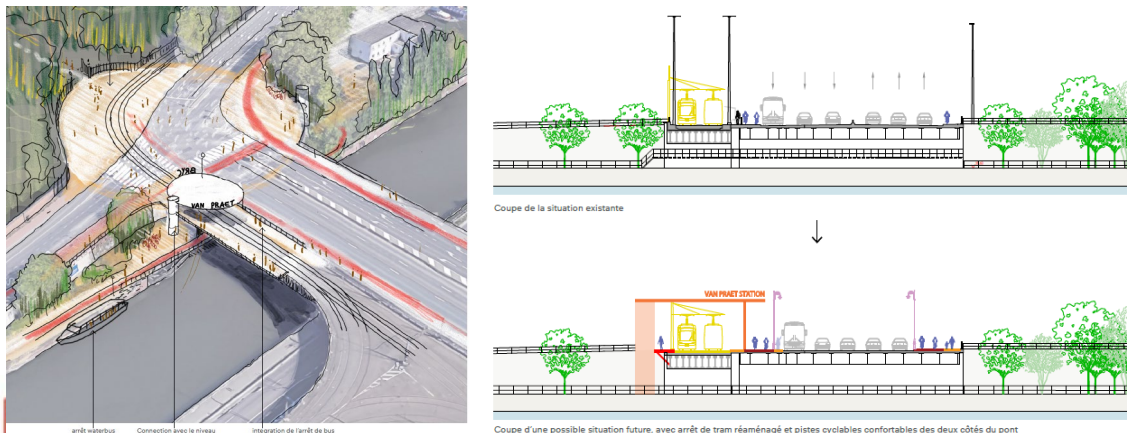 VAN PRAET
arrêt waterbus
Connection avec le niveau
intégration de l'arrêt de bus
Coupe de la situation existante
VAN PRAET STATION
Coupe d'une possible situation future, avec arrêt de tram réaménagé et pistes cyclables confortables des deux côtés du pont